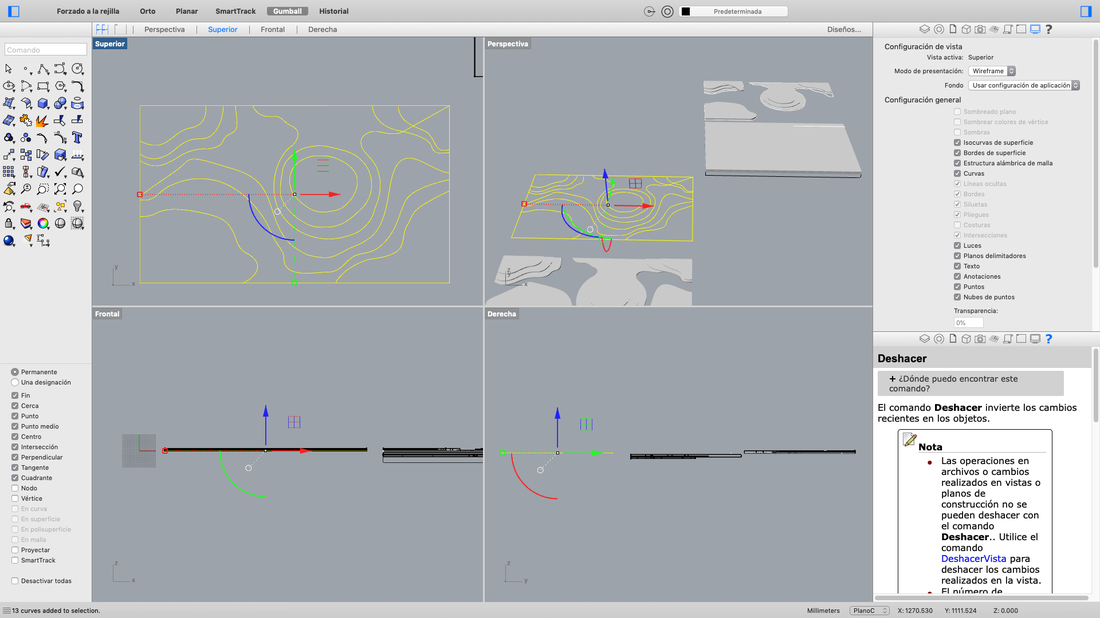 Forzado a la rejilla
Orto
Planar
SmartTrack
Gumball
Historial
Predeterminada
Perspectiva
Superior
Frontal
Derecha
Diseños...
Comando
Superior
Perspectiva
Frontal
Derecha
y
x
z
x
z
x
z
y
Permanente
Una designación
Fin
Cerca
Punto
Punto medio
Centro
Intersección
Perpendicular
Tangente
Cuadrante
Nodo
Vértice
En curva
En superficie
En polisuperficie
En malla
Proyectar
SmartTrack
Desactivar todas
Configuración de vista
Vista activa: Superior
Modo de presentación: Wireframe
Fondo Usar configuración de aplicación
Configuración general
Sombreado plano
Sombrear colores de vértice
Sombras
Isocurvas de superficie
Bordes de superficie
Estructura alámbrica de malla
Curvas
Líneas ocultas
Bordes
Siluetas
Pliegues
Costuras
Intersecciones
Luces
Planos delimitadores
Texto
Anotaciones
Puntos
Nubes de puntos
Transparencia:
0%
Deshacer
+ ¿Dónde puedo encontrar este
comando?
El comando Deshacer invierte los cambios
recientes en los objetos.
Nota
Las operaciones en
archivos o cambios
realizados en vistas o
planos de
construcción no se
pueden deshacer con
el comando
Deshacer.. Utilice el
comando
DeshacerVista para
deshacer los cambios
realizados en la vista.
El número de
13 curves added to selection.
Millimeters
PlanoC
X: 1270.530
Y: 1111.524
Z: 0.000